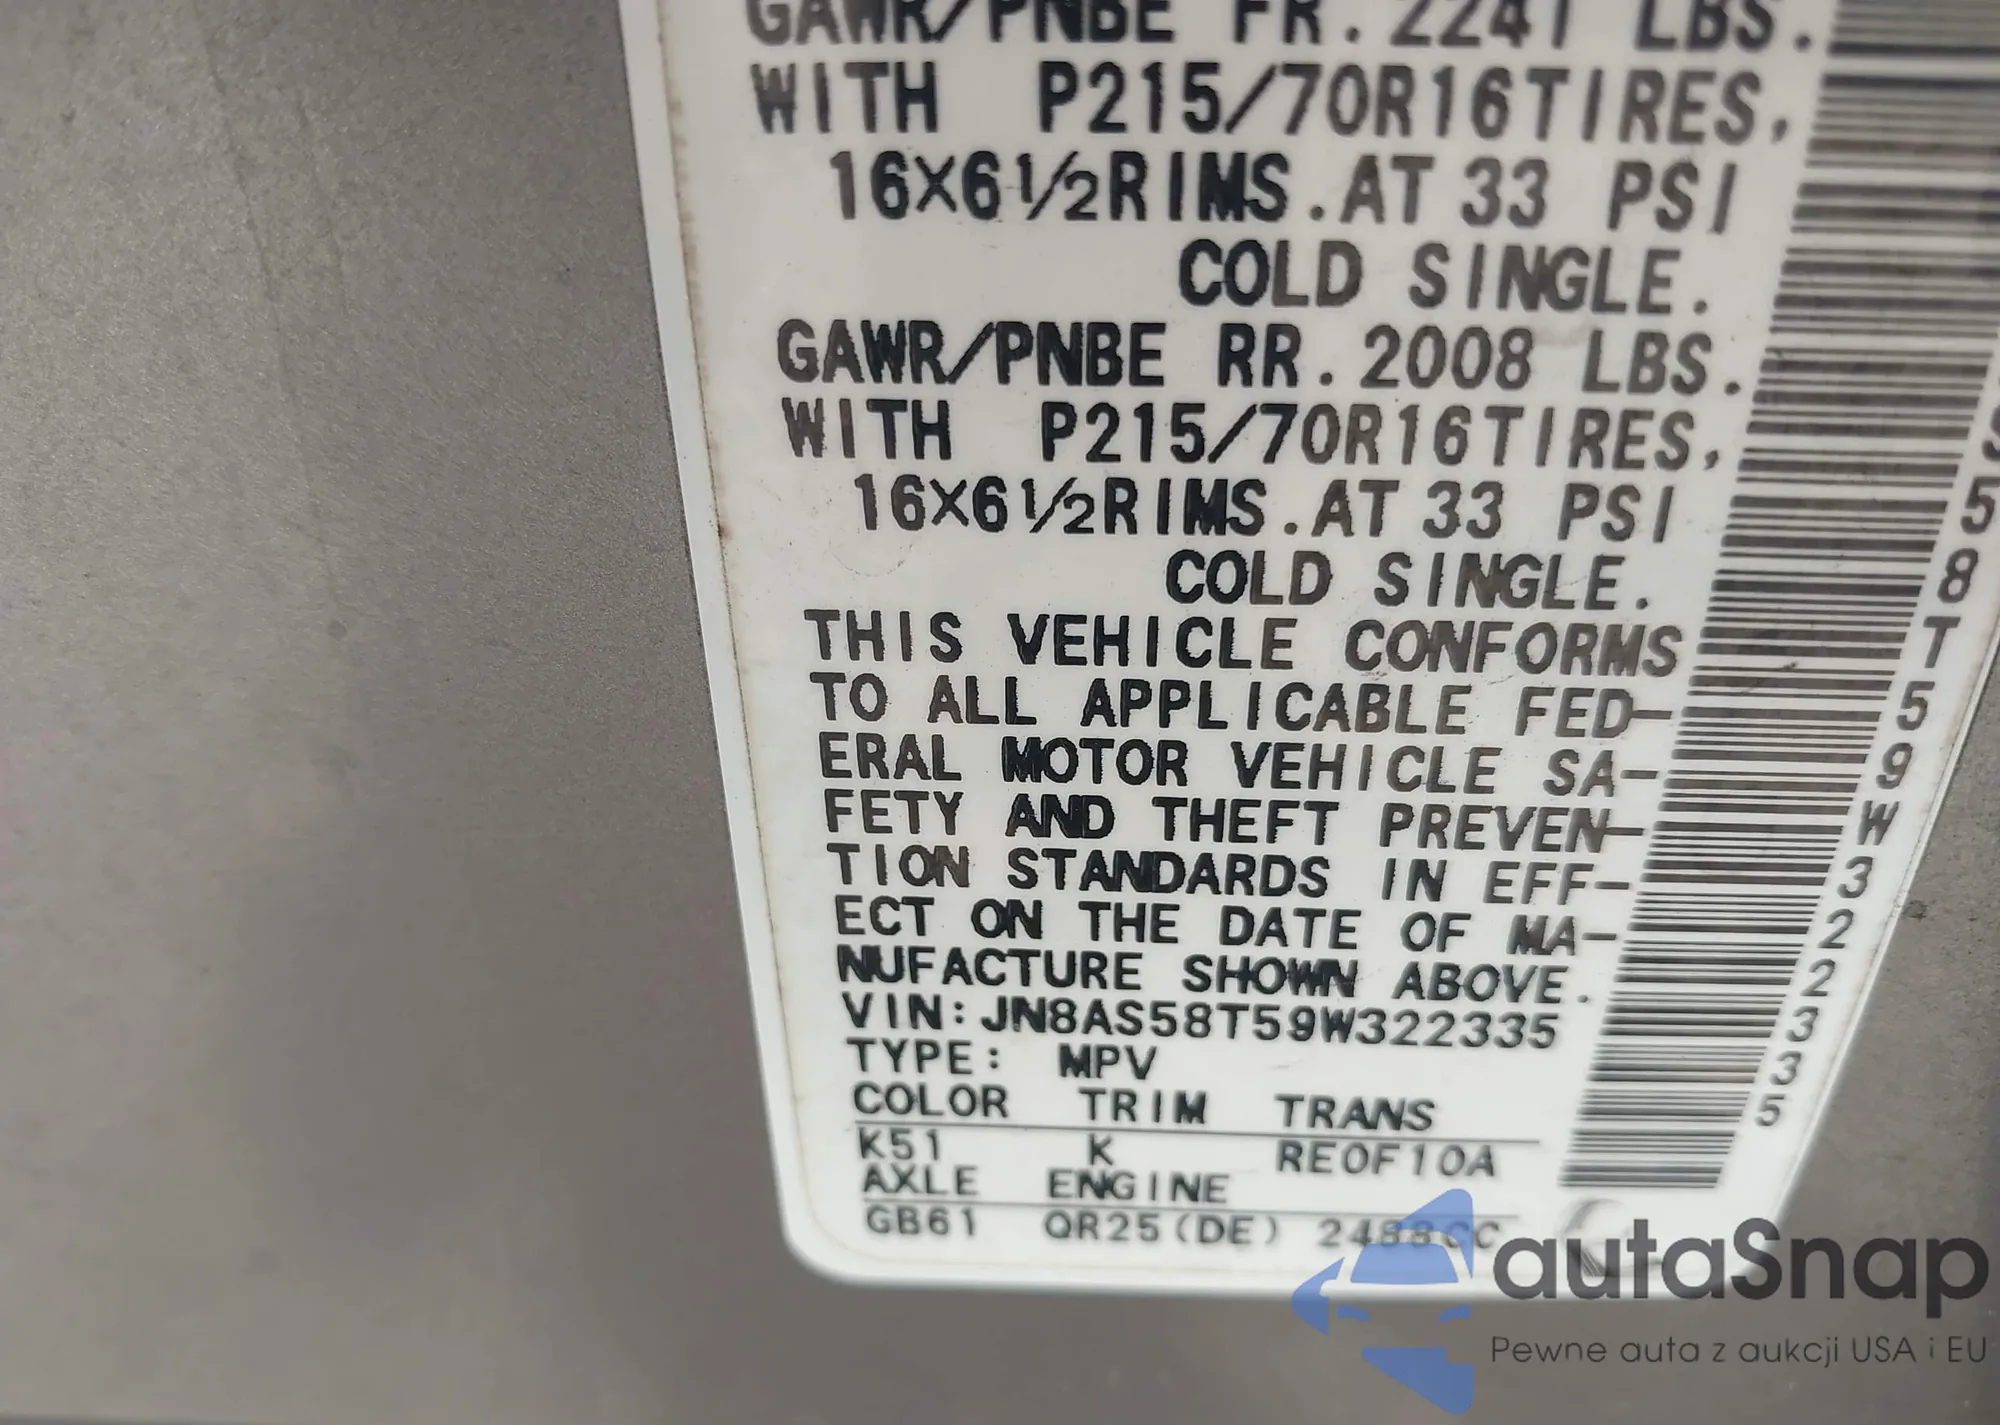 GAWR/PNBE FR. 2241 LBS.
WITH P215/70R16TIRES,
16X6½RIMS.AT 33 PSI
COLD SINGLE.
GAWR/PNBE RR. 2008 LBS.
WITH P215/70R16TIRES,
16X6½RIMS.AT 33 PSI
COLD SINGLE.
THIS VEHICLE CONFORMS
TO ALL APPLICABLE FED-
ERAL MOTOR VEHICLE SA-
FETY AND THEFT PREVEN-
TION STANDARDS IN EFF-
ECT ON THE DATE OF MA-
NUFACTURE SHOWN ABOVE.
VIN:JN8AS58T59W322335
TYPE: MPV
COLOR TRIM TRANS
K51 K RE0F10A
AXLE ENGINE
GB61 QR25(DE) 2488CC
S58T59W322335
autaSnap
Pewne auta z aukcji USA i EU